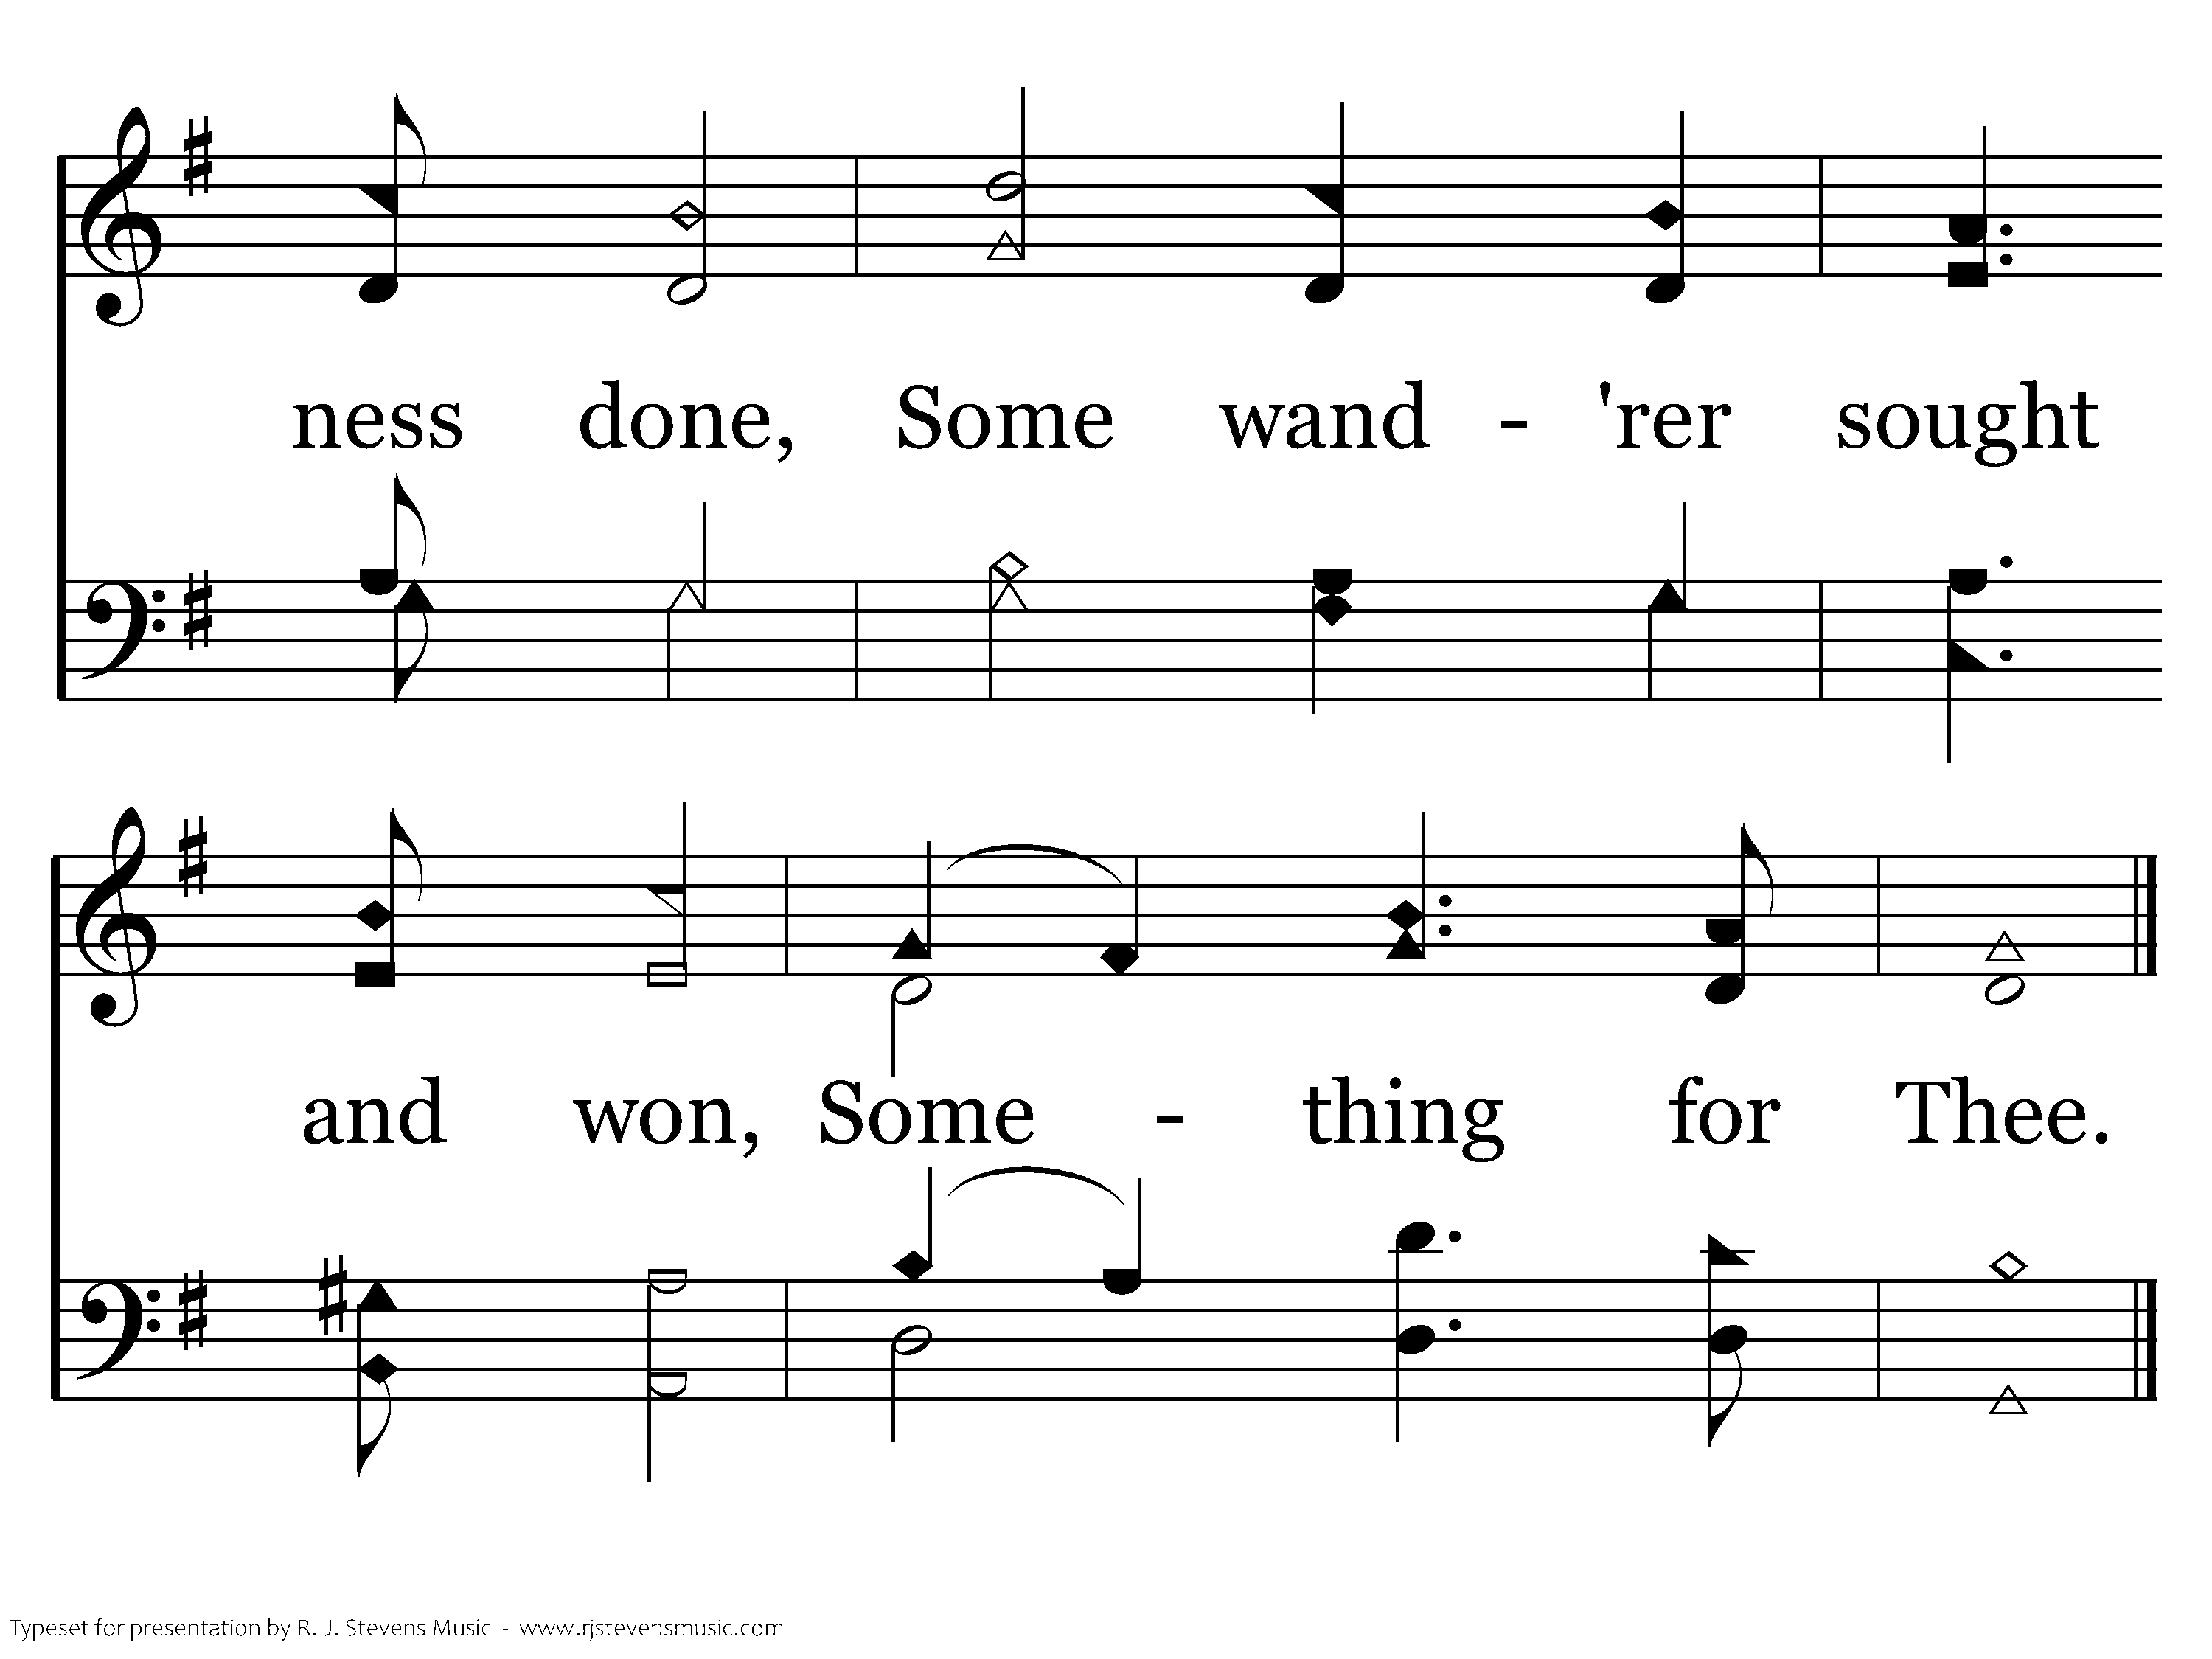 ness done, Some wand - 'rer sought
and won, Some - thing for Thee.
Typeset for presentation by R. J. Stevens Music - www.rjstevensmusic.com